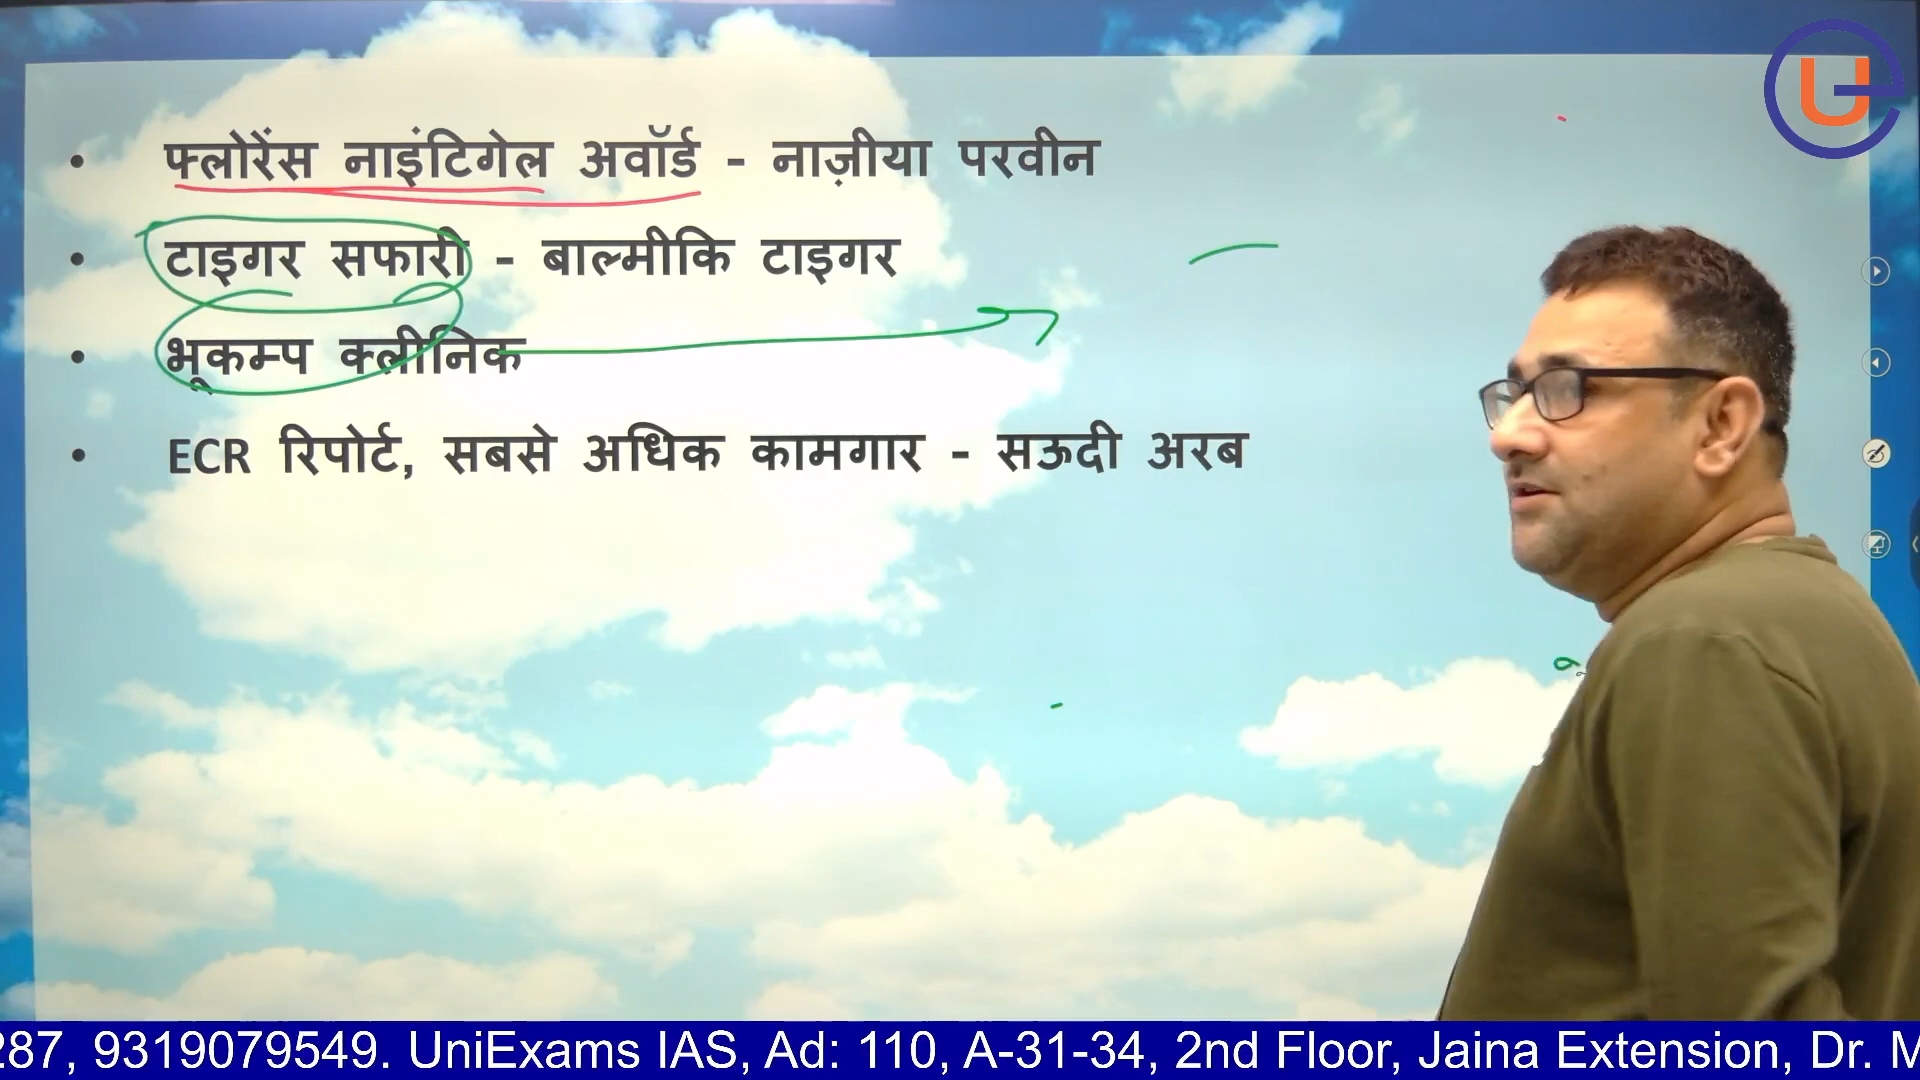 • फ्लोरेंस नाइंटिगेल अवॉर्ड - नाज़ीया परवीन
• टाइगर सफारी - बाल्मीकि टाइगर
• भूकम्प क्लीनिक
• ECR रिपोर्ट, सबसे अधिक कामगार - सऊदी अरब
287, 9319079549. UniExams IAS, Ad: 110, A-31-34, 2nd Floor, Jaina Extension, Dr. M